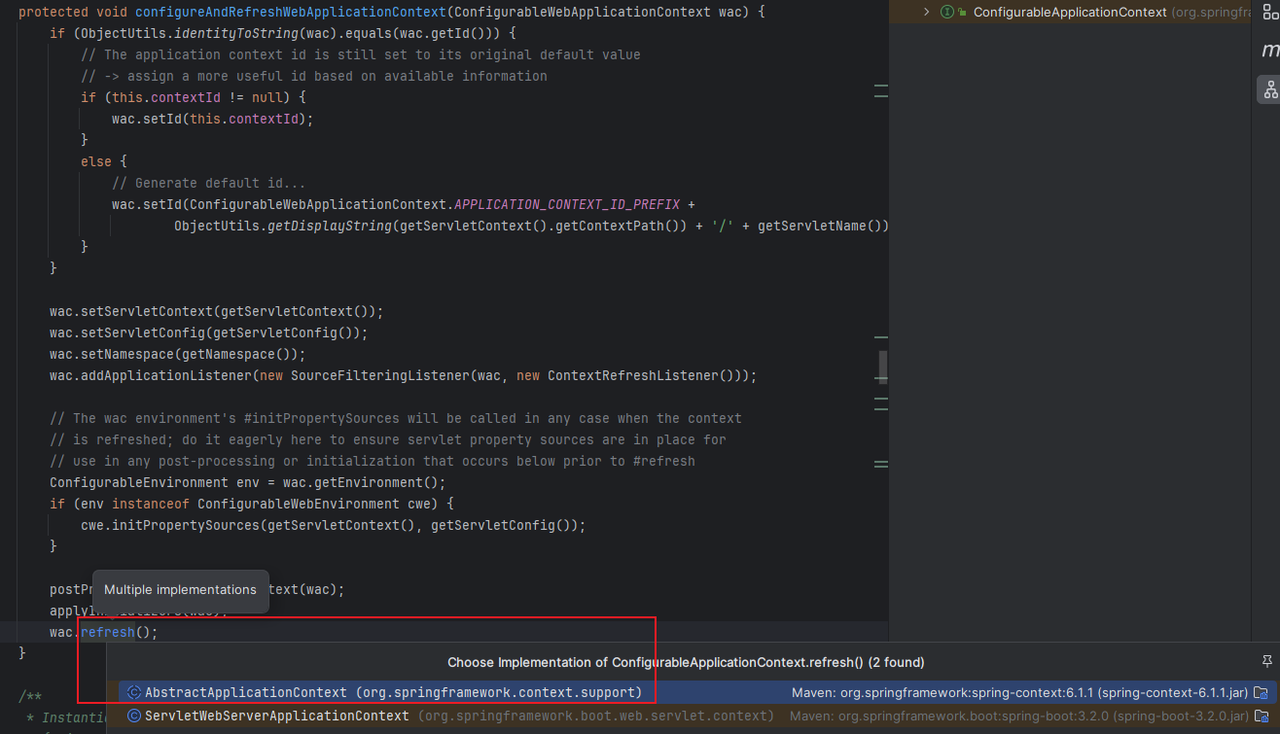 protected void configureAndRefreshWebApplicationContext(ConfigurableWebApplicationContext wac) {
if (ObjectUtils.identityToString(wac).equals(wac.getId())) {
// The application context id is still set to its original default value
// -> assign a more useful id based on available information
if (this.contextId != null) {
wac.setId(this.contextId);
}
else {
// Generate default id...
wac.setId(ConfigurableWebApplicationContext.APPLICATION_CONTEXT_ID_PREFIX +
ObjectUtils.getDisplayString(getServletContext().getContextPath()) + '/' + getServletName())
}
}
wac.setServletContext(getServletContext());
wac.setServletConfig(getServletConfig());
wac.setNamespace(getNamespace());
wac.addApplicationListener(new SourceFilteringListener(wac, new ContextRefreshListener()));
// The wac environment's #initPropertySources will be called in any case when the context
// is refreshed; do it eagerly here to ensure servlet property sources are in place for
// use in any post-processing or initialization that occurs below prior to #refresh
ConfigurableEnvironment env = wac.getEnvironment();
if (env instanceof ConfigurableWebEnvironment cwe) {
cwe.initPropertySources(getServletContext(), getServletConfig());
}
postP text(wac);
Multiple implementations
wac.refresh();
}
/**
* Instanti
ConfigurableApplicationContext (org.springfr
m
Choose Implementation of ConfigurableApplicationContext.refresh() (2 found)
AbstractApplicationContext (org.springframework.context.support) Maven: org.springframework:spring-context:6.1.1 (spring-context-6.1.1.jar)
ServletWebServerApplicationContext (org.springframework.boot.web.servlet.context) Maven: org.springframework.boot:spring-boot:3.2.0 (spring-boot-3.2.0.jar)